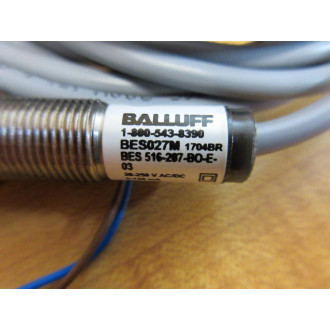 BALLUFF
1-800-543-8390
BES027M 1704BR
BES 516-207-BO-E-
03
20-250 V AC/DC